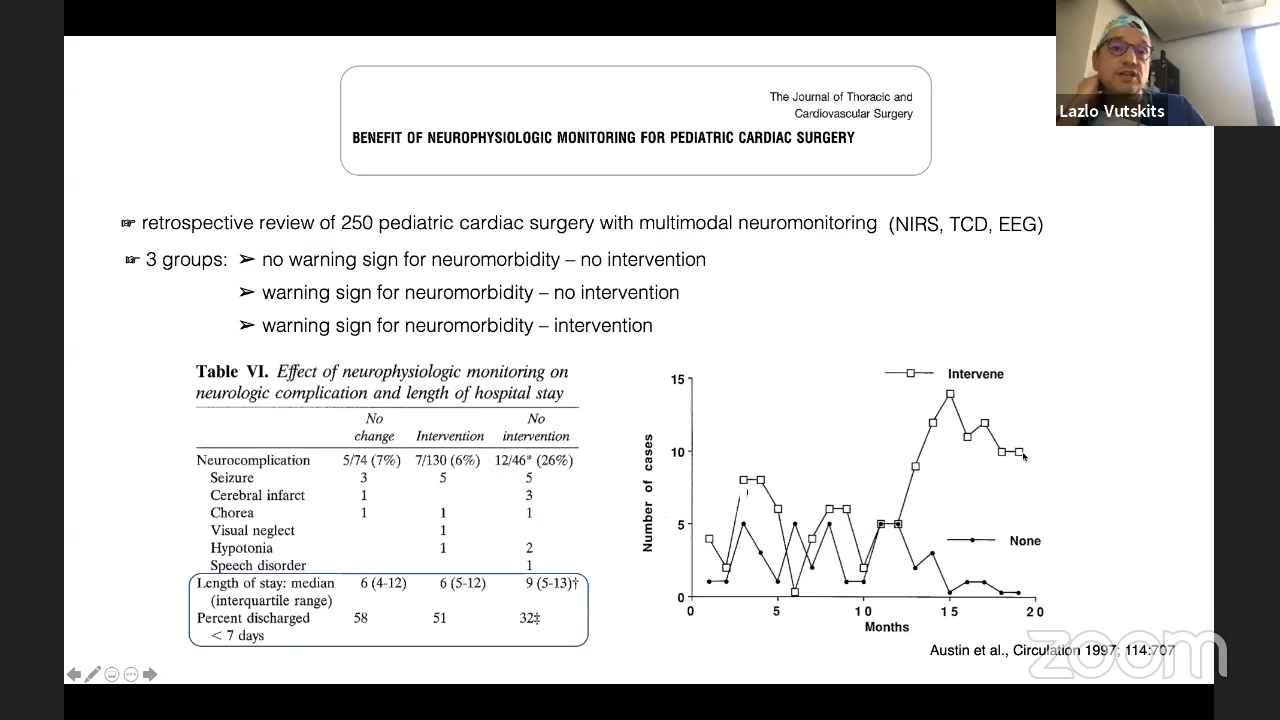 Lazlo Vutskits
The Journal of Thoracic and
Cardiovascular Surgery
BENEFIT OF NEUROPHYSIOLOGIC MONITORING FOR PEDIATRIC CARDIAC SURGERY
☞ retrospective review of 250 pediatric cardiac surgery with multimodal neuromonitoring (NIRS, TCD, EEG)
☞ 3 groups: ➢ no warning sign for neuromorbidity – no intervention
➢ warning sign for neuromorbidity – no intervention
➢ warning sign for neuromorbidity – intervention
Table VI. Effect of neurophysiologic monitoring on
neurologic complication and length of hospital stay
No change Intervention No intervention
Neurocomplication 5/74 (7%) 7/130 (6%) 12/46* (26%)
Seizure 3 5 5
Cerebral infarct 1 3
Chorea 1 1 1
Visual neglect 1
Hypotonia 1 2
Speech disorder 1
Length of stay: median 6 (4-12) 6 (5-12) 9 (5-13)†
(interquartile range)
Percent discharged 58 51 32‡
< 7 days
Intervene
None
Number of cases
15
10
5
0
0 5 10 15 20
Months
Austin et al., Circulation 1997; 114:707
zoom